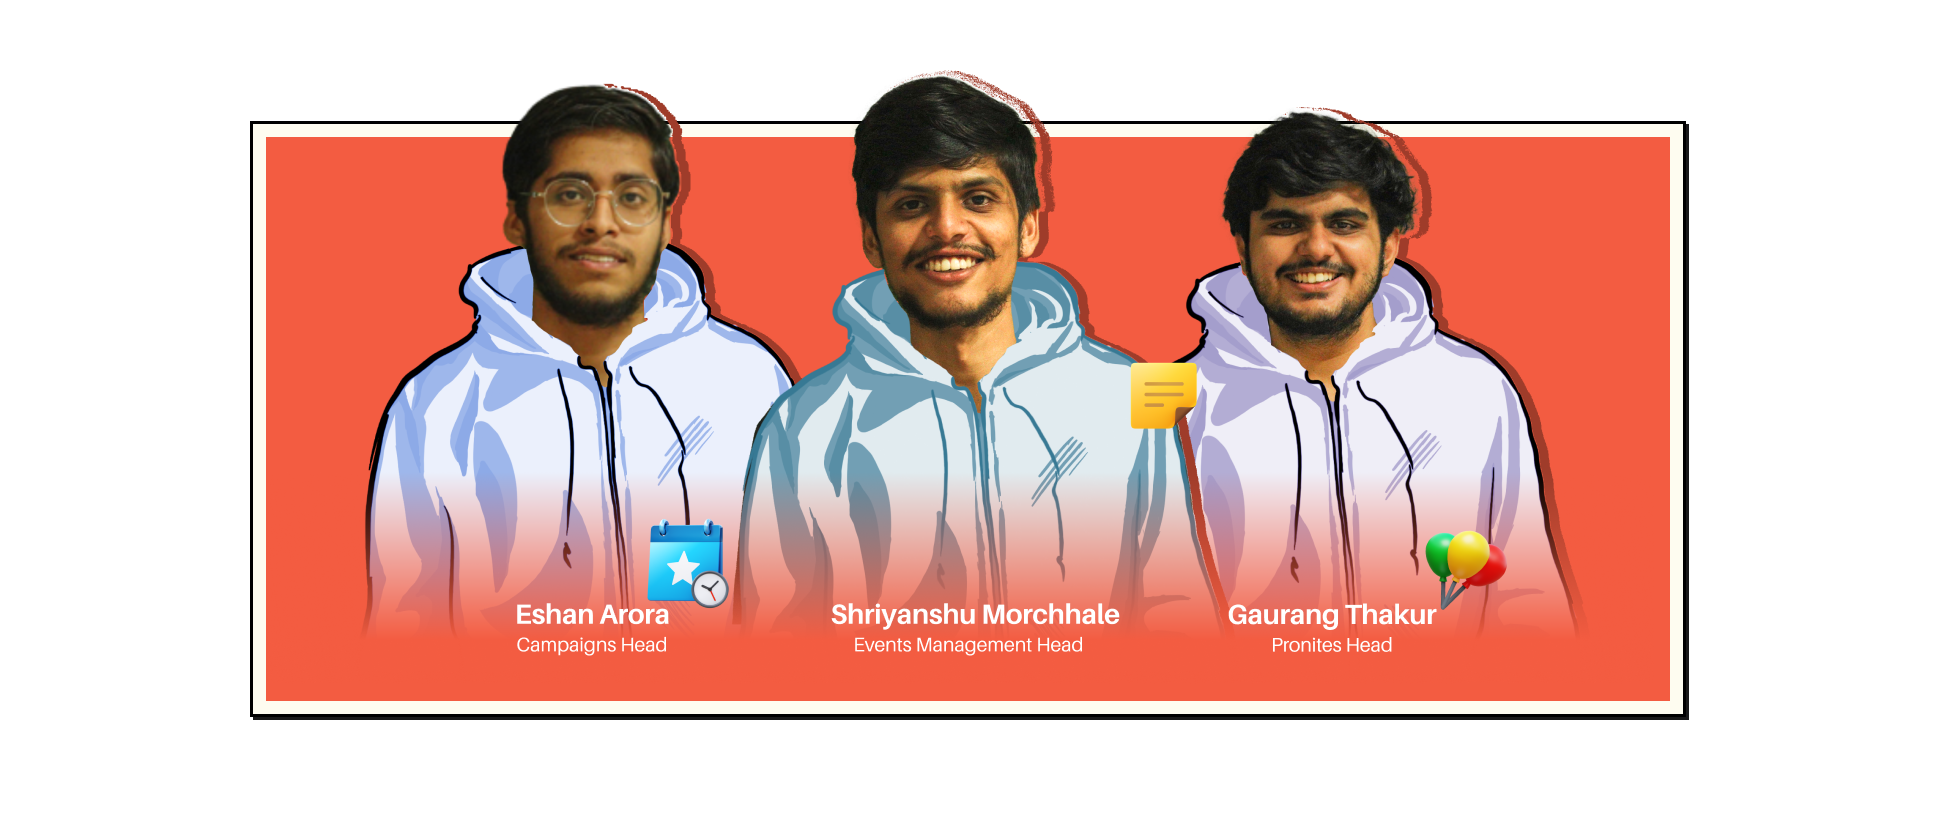 Eshan Arora
Campaigns Head
Shriyanshu Morchhale
Events Management Head
Gaurang Thakur
Pronites Head